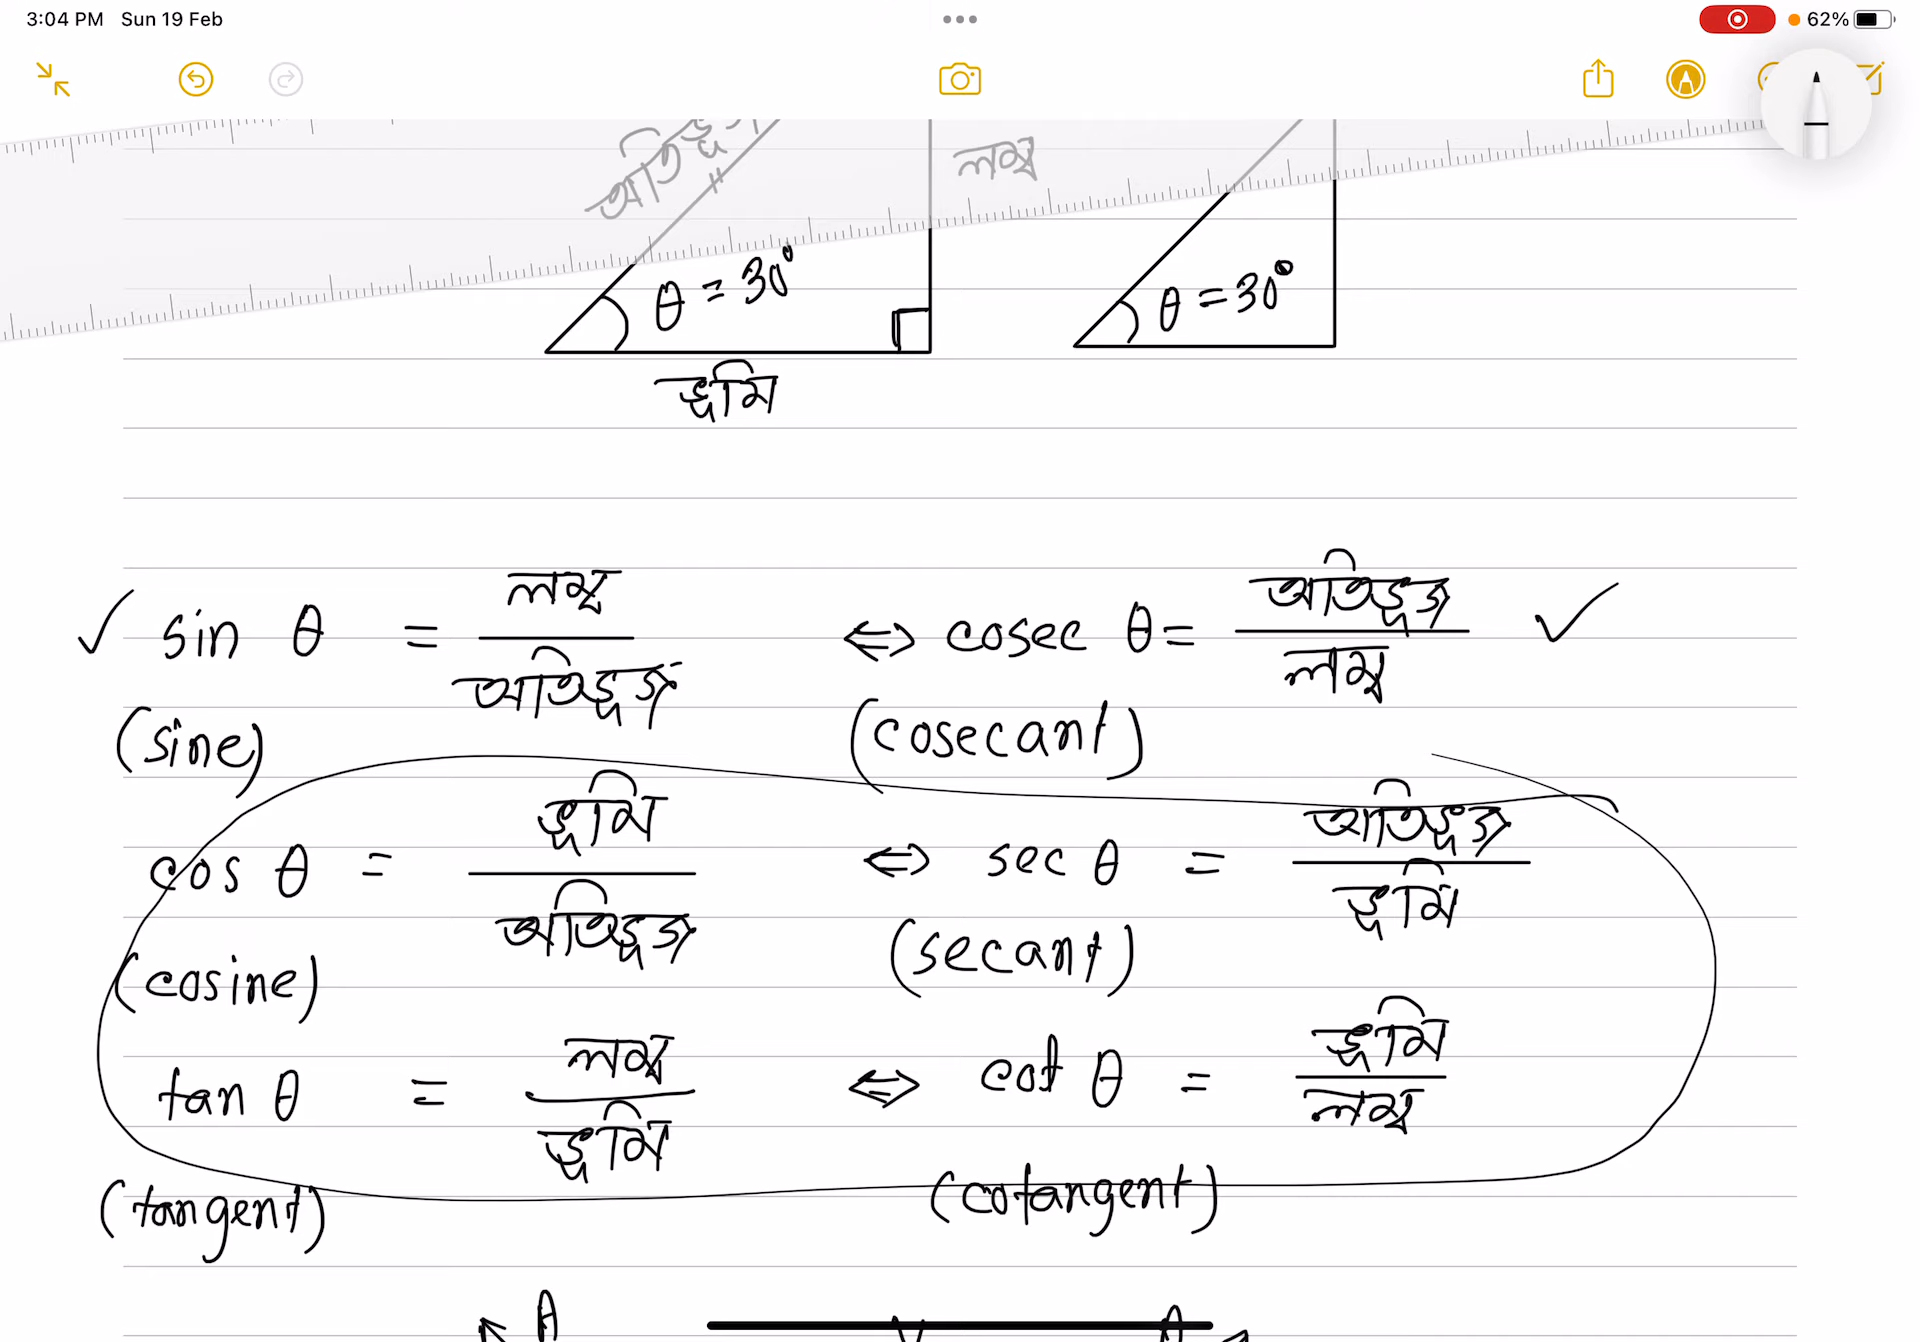 3:04 PM Sun 19 Feb
62%
লম্ব
θ = 30°
θ = 30°
ভূমি
sin θ = লম্ব / অতিভূজ ⇔ cosec θ = অতিভূজ / লম্ব
(sine) (cosecant)
cos θ = ভূমি / অতিভূজ ⇔ sec θ = অতিভূজ / ভূমি
(cosine) (secant)
tan θ = লম্ব / ভূমি ⇔ cot θ = ভূমি / লম্ব
(tangent) (cotangent)
A